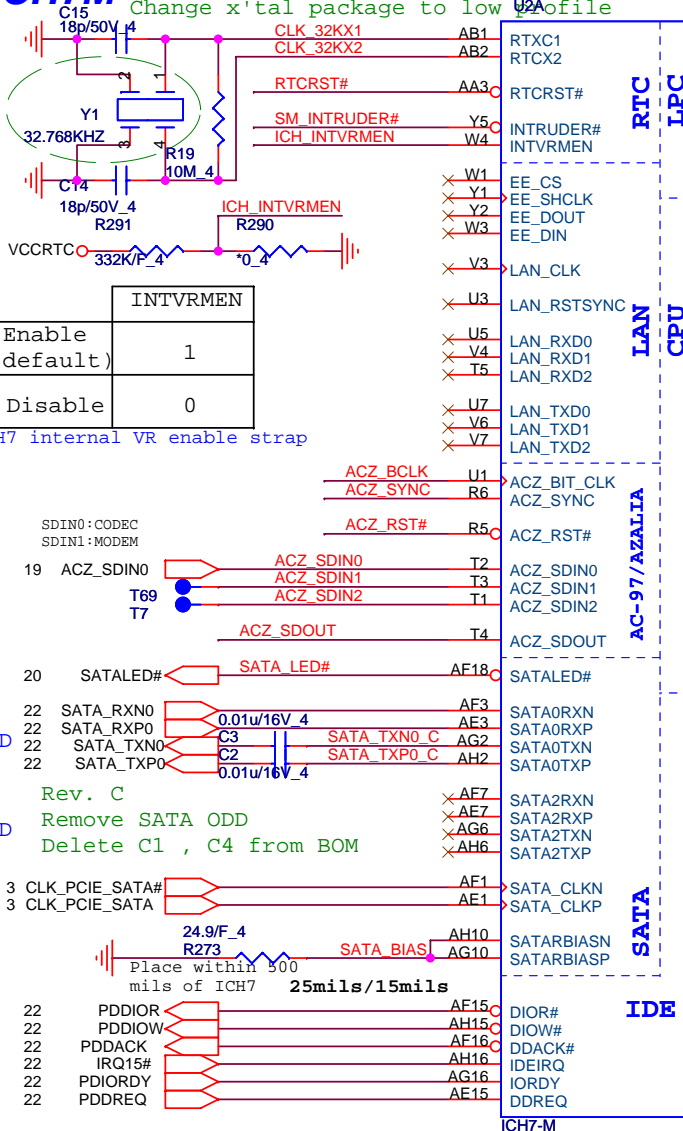 Change x'tal package to low profile
U2A
C15
18p/50V_4
CLK_32KX1
AB1
RTXC1
CLK_32KX2
AB2
RTCX2
RTCRST#
AA3
RTCRST#
2
1
Y1
32.768KHZ
3
4
SM_INTRUDER#
Y5
INTRUDER#
ICH_INTVRMEN
W4
INTVRMEN
RTC
LPC
R19
10M_4
C14
18p/50V_4
W1
EE_CS
Y1
EE_SHCLK
Y2
EE_DOUT
W3
EE_DIN
R291
ICH_INTVRMEN
R290
VCCRTC
332K/F_4
*0_4
V3
LAN_CLK
U3
LAN_RSTSYNC
INTVRMEN
Enable
default)
1
Disable
0
H7 internal VR enable strap
U5
LAN_RXD0
V4
LAN_RXD1
T5
LAN_RXD2
LAN
CPU
U7
LAN_TXD0
V6
LAN_TXD1
V7
LAN_TXD2
ACZ_BCLK
U1
ACZ_BIT_CLK
ACZ_SYNC
R6
ACZ_SYNC
SDIN0:CODEC
SDIN1:MODEM
ACZ_RST#
R5
ACZ_RST#
AC-97/AZALIA
19
ACZ_SDIN0
ACZ_SDIN0
T2
ACZ_SDIN0
T69
ACZ_SDIN1
T3
ACZ_SDIN1
T7
ACZ_SDIN2
T1
ACZ_SDIN2
ACZ_SDOUT
T4
ACZ_SDOUT
20
SATALED#
SATA_LED#
AF18
SATALED#
22
SATA_RXN0
AF3
SATA0RXN
22
SATA_RXP0
0.01u/16V_4
AE3
SATA0RXP
D
22
SATA_TXN0
C3
SATA_TXN0_C
AG2
SATA0TXN
22
SATA_TXP0
C2
SATA_TXP0_C
AH2
SATA0TXP
0.01u/16V_4
Rev. C
D
Remove SATA ODD
Delete C1 , C4 from BOM
AF7
SATA2RXN
AE7
SATA2RXP
AG6
SATA2TXN
AH6
SATA2TXP
3
CLK_PCIE_SATA#
AF1
SATA_CLKN
3
CLK_PCIE_SATA
AE1
SATA_CLKP
SATA
24.9/F_4
R273
SATA_BIAS
AH10
SATARBIASN
AG10
SATARBIASP
Place within 500
mils of ICH7
25mils/15mils
IDE
22
PDDIOR
AF15
DIOR#
22
PDDIOW
AH15
DIOW#
22
PDDACK
AF16
DDACK#
22
IRQ15#
AH16
IDEIRQ
22
PDIORDY
AG16
IORDY
22
PDDREQ
AE15
DDREQ
ICH7-M